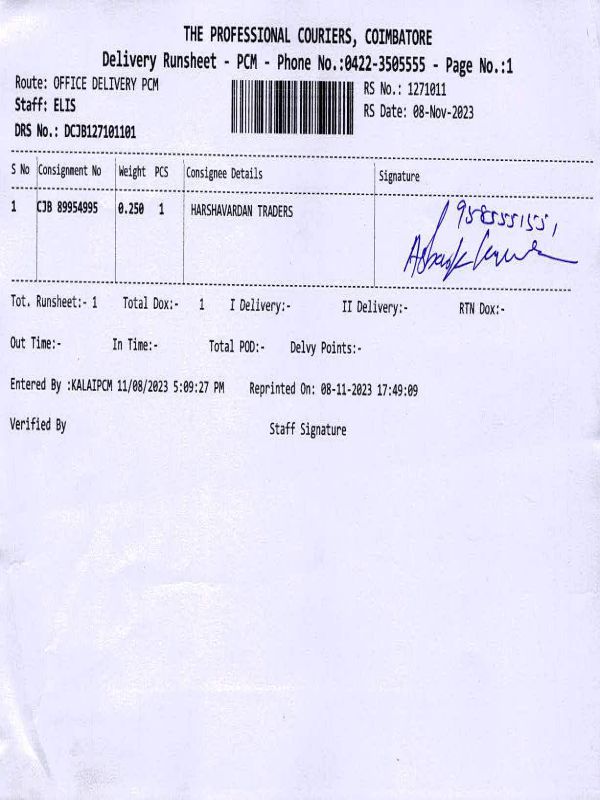 THE PROFESSIONAL COURIERS, COIMBATORE
Delivery Runsheet - PCM - Phone No.:0422-3505555 - Page No.:1
Route: OFFICE DELIVERY PCM
RS No.: 1271011
Staff: ELIS
RS Date: 08-Nov-2023
DRS No.: DCJB127101101
S No Consignment No Weight PCS Consignee Details Signature
1 CJB 89954995 0.250 1 HARSHAVARDAN TRADERS
Tot. Runsheet:- 1 Total Dox:- 1 I Delivery:- II Delivery:- RTN Dox:-
Out Time:- In Time:- Total POD:- Delvy Points:-
Entered By :KALAIPCM 11/08/2023 5:09:27 PM Reprinted On: 08-11-2023 17:49:09
Verified By Staff Signature